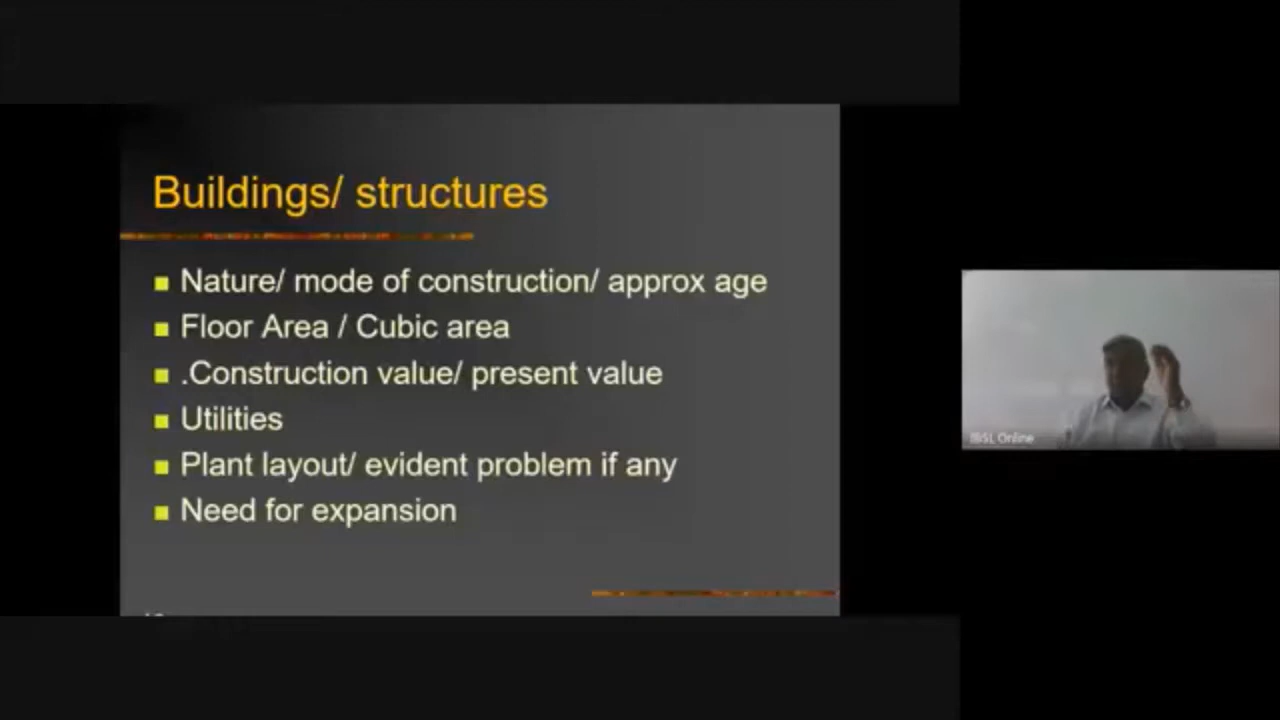 Buildings/ structures
Nature/ mode of construction/ approx age
Floor Area / Cubic area
.Construction value/ present value
Utilities
Plant layout/ evident problem if any
Need for expansion
IBSL Online